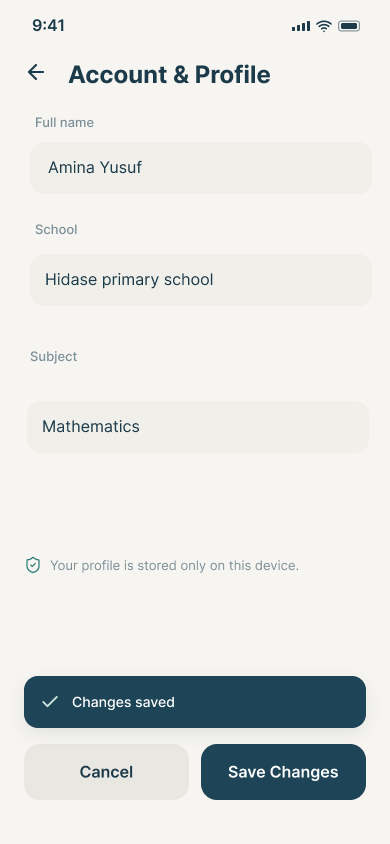 9:41
Account & Profile
Full name
Amina Yusuf
School
Hidase primary school
Subject
Mathematics
Your profile is stored only on this device.
Changes saved
Cancel
Save Changes